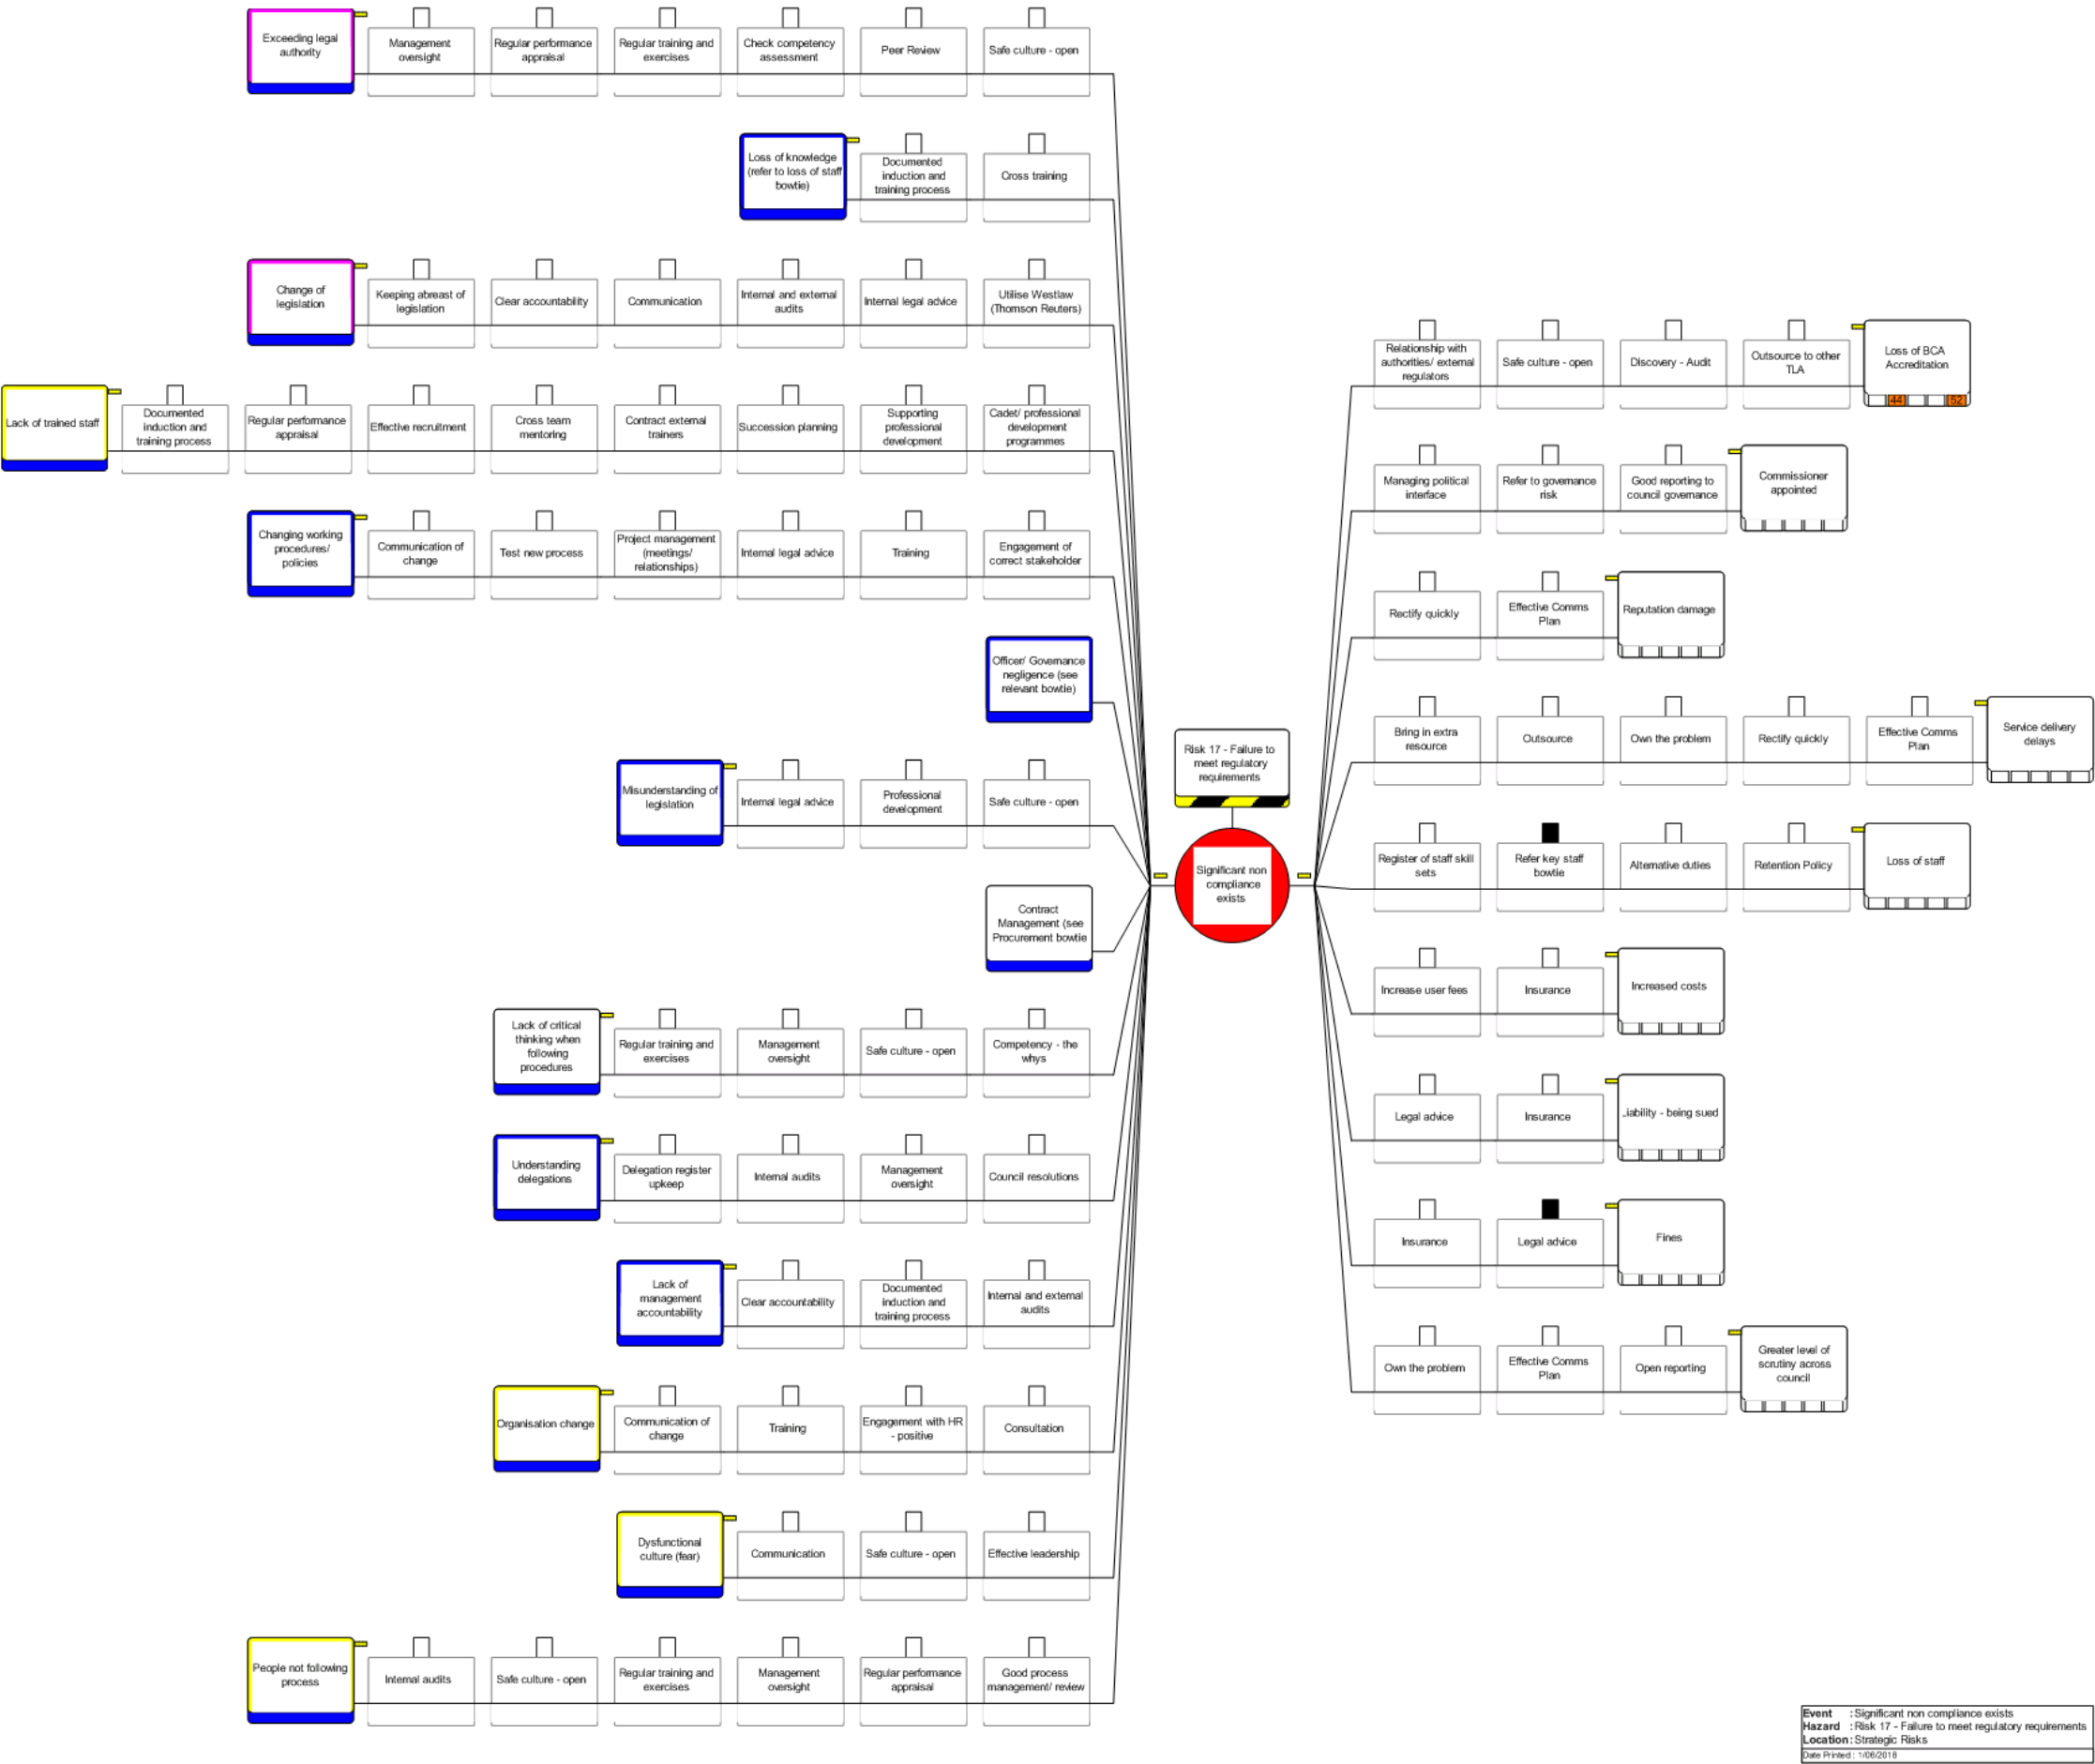 Exceeding legal
authority
Management
oversight
Regular performance
appraisal
Regular training and
exercises
Check competency
assessment
Peer Review
Safe culture - open
Loss of knowledge
(refer to loss of staff
bowtie)
Documented
induction and
training process
Cross training
Change of
legislation
Keeping abreast of
legislation
Clear accountability
Communication
Internal and external
audits
Internal legal advice
Utilise Westlaw
(Thomson Reuters)
Lack of trained staff
Documented
induction and
training process
Regular performance
appraisal
Effective recruitment
Cross team
mentoring
Contract external
trainers
Succession planning
Supporting
professional
development
Cadet/ professional
development
programmes
Changing working
procedures/
policies
Communication of
change
Test new process
Project management
(meetings/
relationships)
Internal legal advice
Training
Engagement of
correct stakeholder
Officer/ Governance
negligence (see
relevant bowtie)
Misunderstanding of
legislation
Internal legal advice
Professional
development
Safe culture - open
Contract
Management (see
Procurement bowtie
Lack of critical
thinking when
following
procedures
Regular training and
exercises
Management
oversight
Safe culture - open
Competency - the
whys
Understanding
delegations
Delegation register
upkeep
Internal audits
Management
oversight
Council resolutions
Lack of
management
accountability
Clear accountability
Documented
induction and
training process
Internal and external
audits
Organisation change
Communication of
change
Training
Engagement with HR
- positive
Consultation
Dysfunctional
culture (fear)
Communication
Safe culture - open
Effective leadership
People not following
process
Internal audits
Safe culture - open
Regular training and
exercises
Management
oversight
Regular performance
appraisal
Good process
management/ review
Risk 17 - Failure to
meet regulatory
requirements
Significant non
compliance
exists
Relationship with
authorities/ external
regulators
Safe culture - open
Discovery - Audit
Outsource to other
TLA
Loss of BCA
Accreditation
44
52
Managing political
interface
Refer to governance
risk
Good reporting to
council governance
Commissioner
appointed
Rectify quickly
Effective Comms
Plan
Reputation damage
Bring in extra
resource
Outsource
Own the problem
Rectify quickly
Effective Comms
Plan
Service delivery
delays
Register of staff skill
sets
Refer key staff
bowtie
Alternative duties
Retention Policy
Loss of staff
Increase user fees
Insurance
Increased costs
Legal advice
Insurance
Liability - being sued
Insurance
Legal advice
Fines
Own the problem
Effective Comms
Plan
Open reporting
Greater level of
scrutiny across
council
Event : Significant non compliance exists
Hazard : Risk 17 - Failure to meet regulatory requirements
Location : Strategic Risks
Date Printed : 1/06/2018